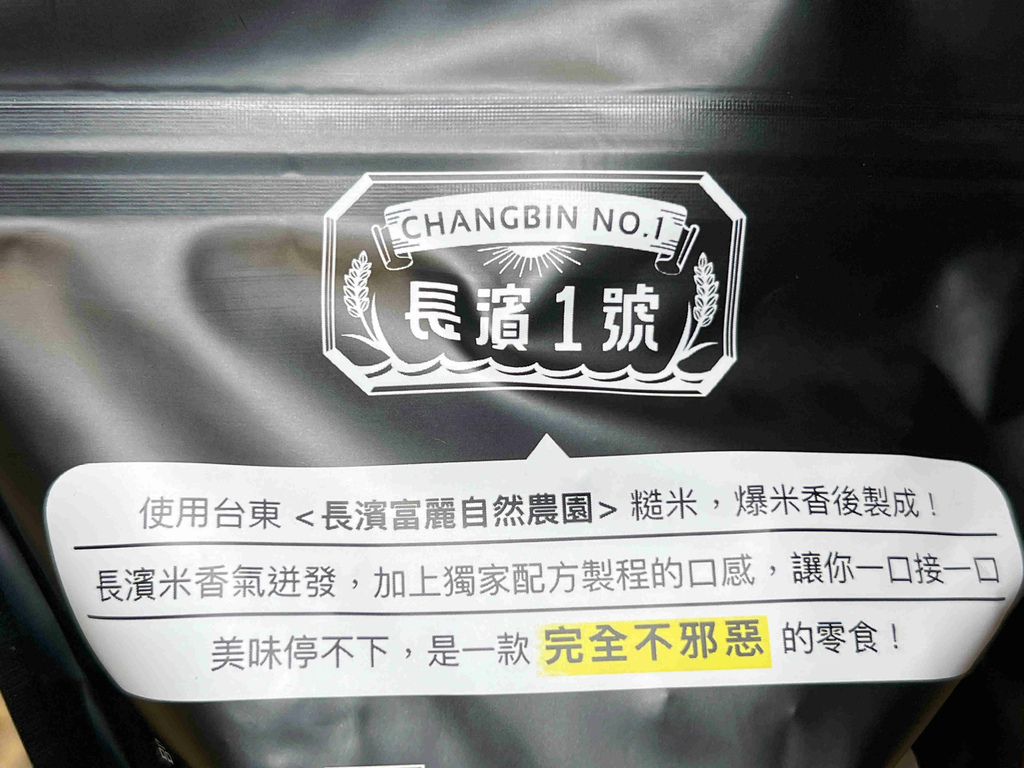 CHANGBIN NO.1
長濱1號
使用台東<長濱富麗自然農園>糙米，爆米香後製成！
長濱米香氣迸發，加上獨家配方製程的口感，讓你一口接一口
美味停不下，是一款 完全不邪惡 的零食！